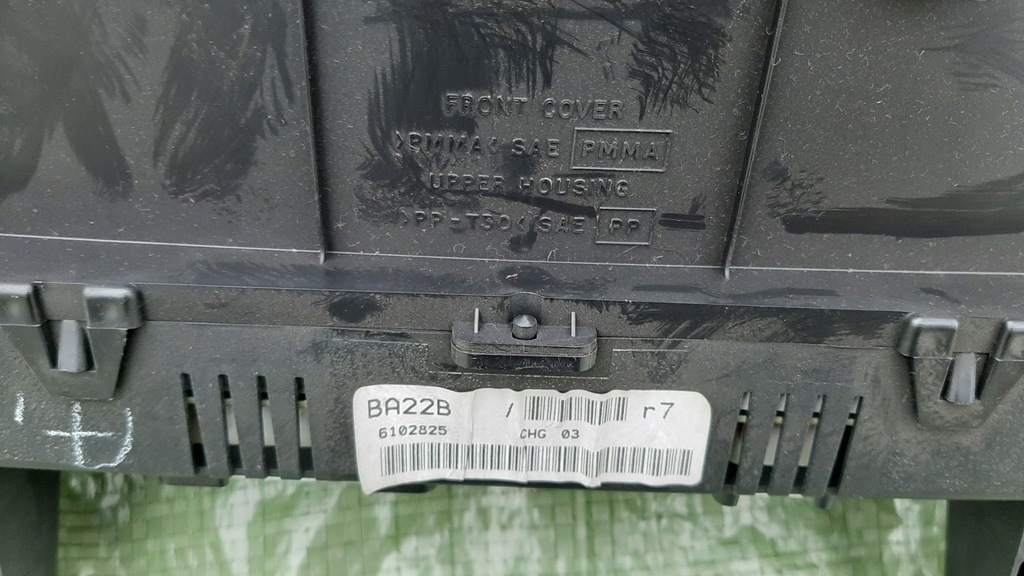 FRONT COVER
>PMMA< SAE PMMA
UPPER HOUSING
>PP-T30< SAE PP
BA22B / r7
6102825 CHG 03